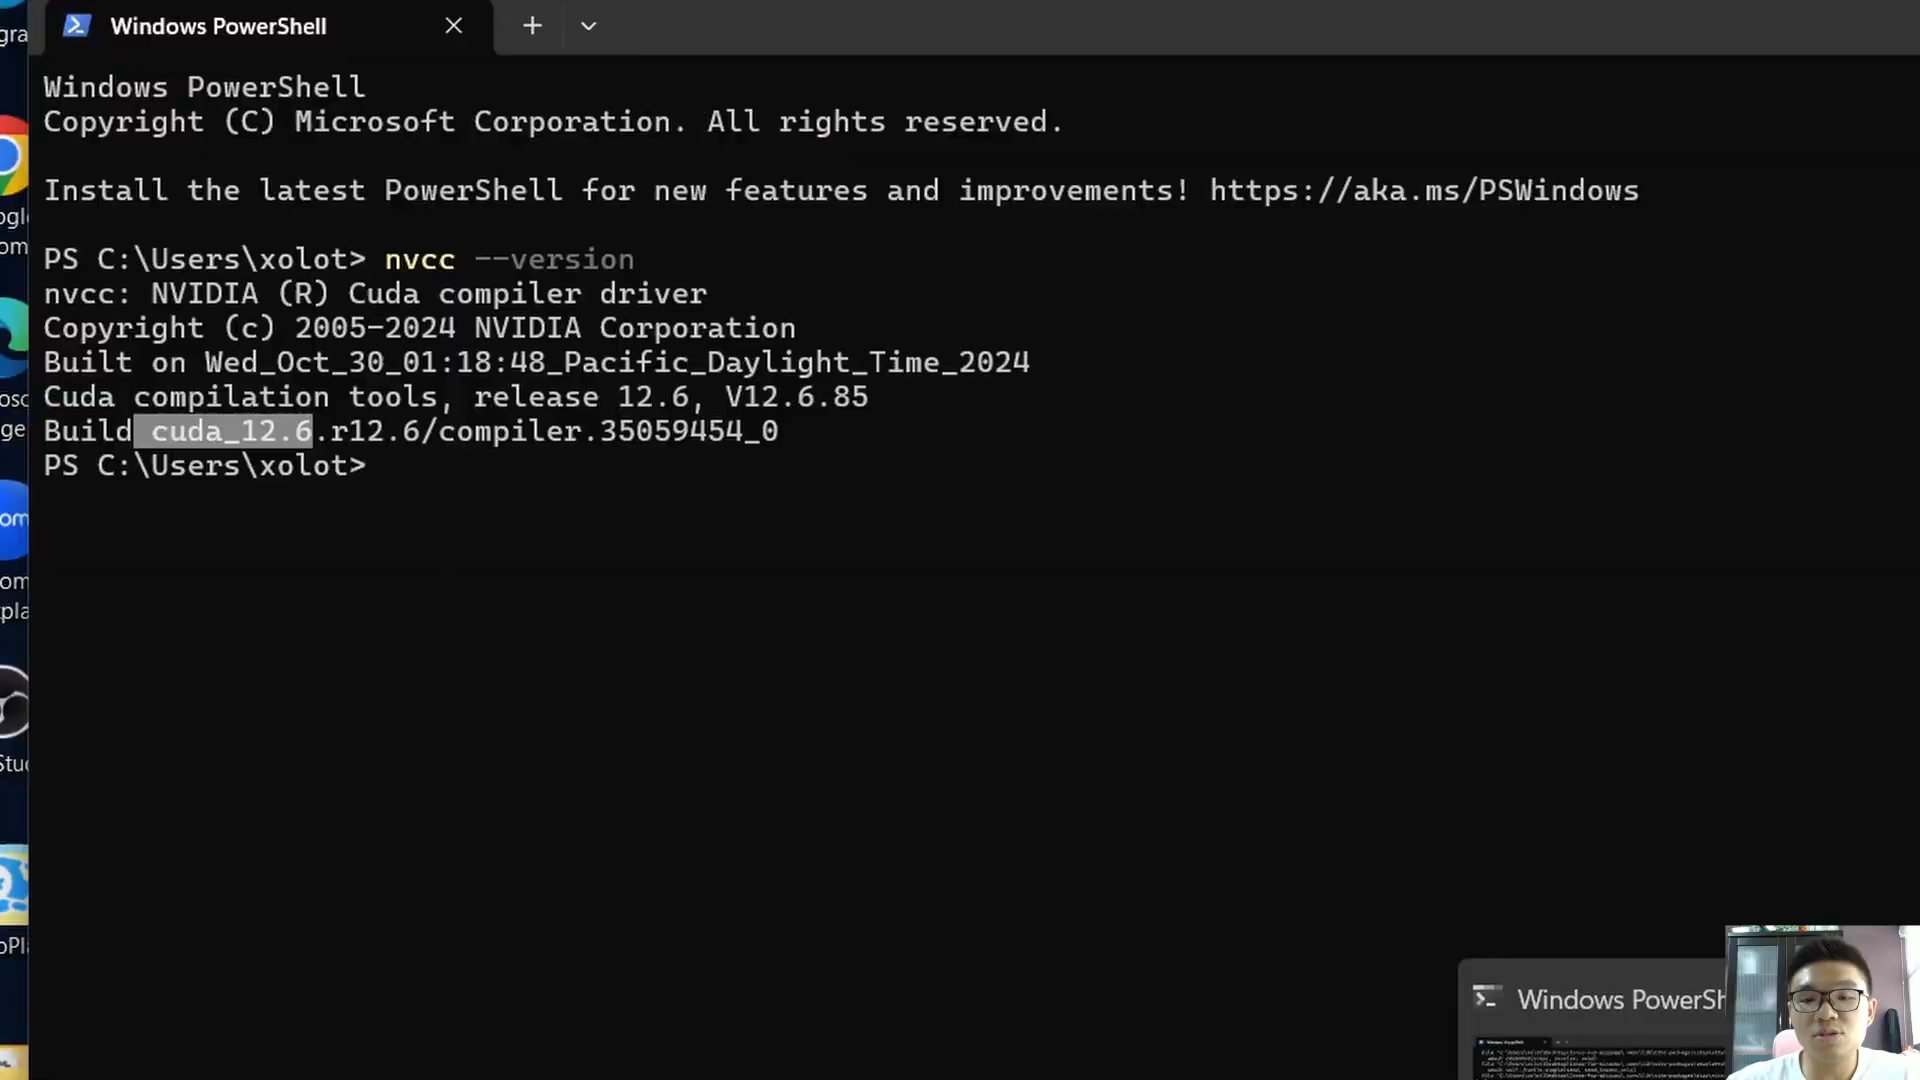 Windows PowerShell
Windows PowerShell
Copyright (C) Microsoft Corporation. All rights reserved.
Install the latest PowerShell for new features and improvements! https://aka.ms/PSWindows
PS C:\Users\xolot> nvcc --version
nvcc: NVIDIA (R) Cuda compiler driver
Copyright (c) 2005-2024 NVIDIA Corporation
Built on Wed_Oct_30_01:18:48_Pacific_Daylight_Time_2024
Cuda compilation tools, release 12.6, V12.6.85
Build cuda_12.6.r12.6/compiler.35059454_0
PS C:\Users\xolot>
Windows PowerSh